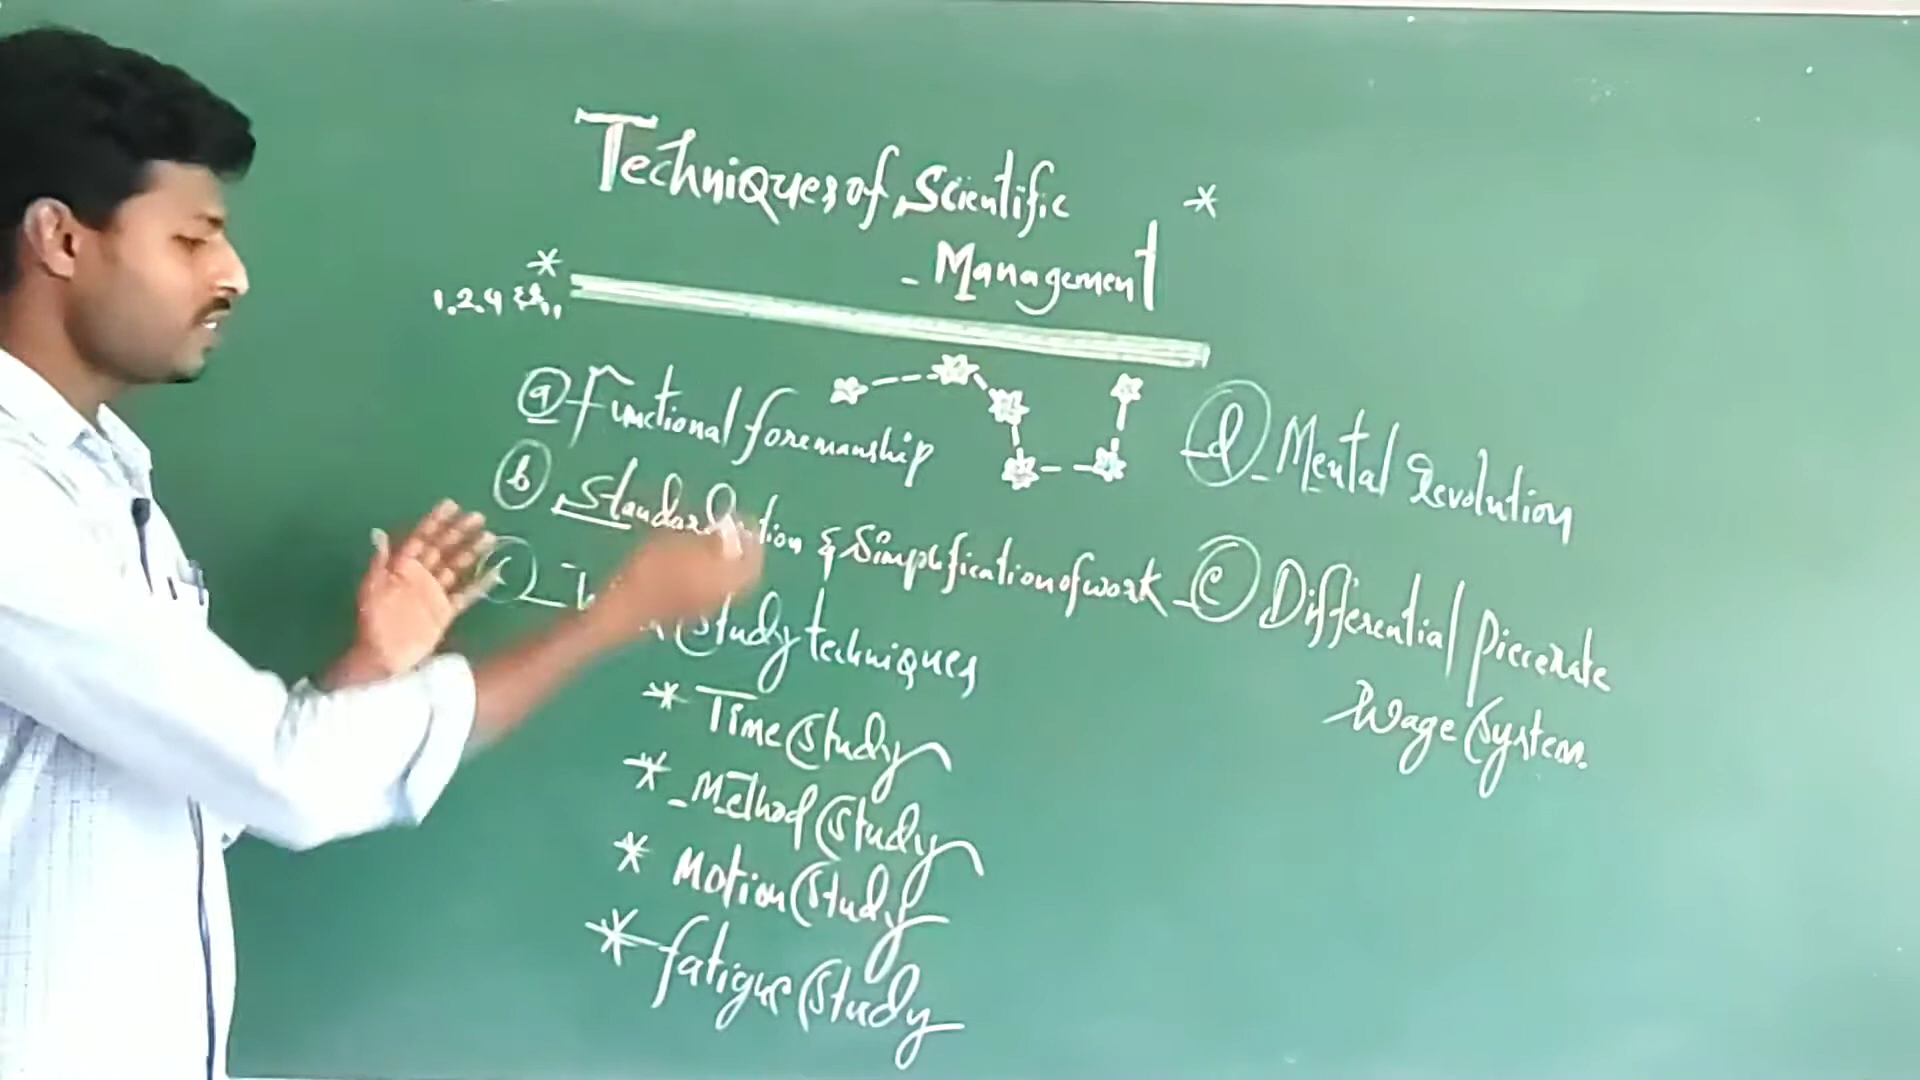 Techniques of Scientific
- Management
* *
1.2.4
(a) Functional foremanship
(b) Standardization & Simplification of work
(c) study techniques
* Time study
* Method study
* Motion study
* fatigue study
(d) Mental Revolution
(e) Differential piecerate
Wage system.